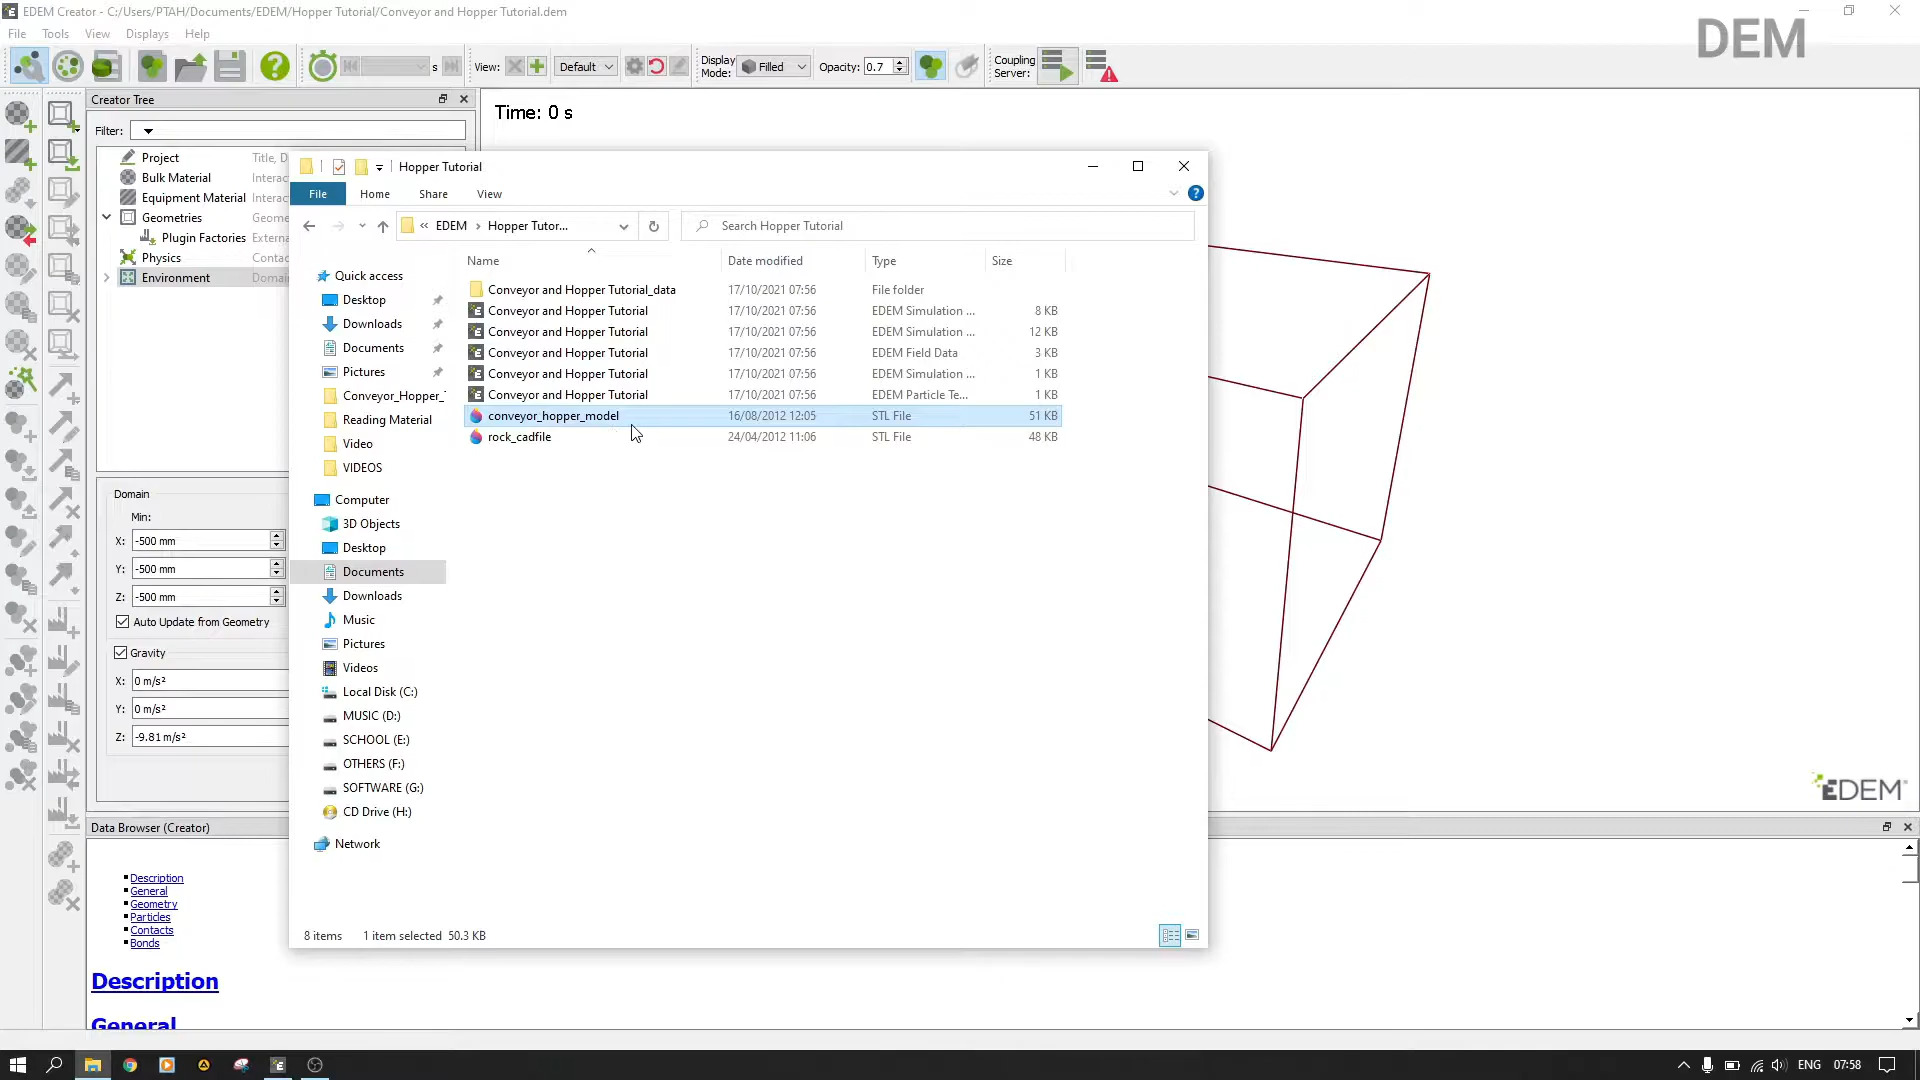 EDEM Creator - C:/Users/PTAH/Documents/EDEM/Hopper Tutorial/Conveyor and Hopper Tutorial.dem
File Tools View Displays Help
DEM
s
View:
Default
Display Mode:
Filled
Opacity: 0.7
Coupling Server:
Creator Tree
Time: 0 s
Filter:
Project Title, D
Bulk Material Interac
Equipment Material Interac
Geometries Geome
Plugin Factories Extern
Physics Contac
Environment Domai
Domain
Min:
X: -500 mm
Y: -500 mm
Z: -500 mm
Auto Update from Geometry
Gravity
X: 0 m/s²
Y: 0 m/s²
Z: -9.81 m/s²
Hopper Tutorial
File Home Share View
« EDEM › Hopper Tutor...
Search Hopper Tutorial
Name Date modified Type Size
Conveyor and Hopper Tutorial_data 17/10/2021 07:56 File folder
Conveyor and Hopper Tutorial 17/10/2021 07:56 EDEM Simulation ... 8 KB
Conveyor and Hopper Tutorial 17/10/2021 07:56 EDEM Simulation ... 12 KB
Conveyor and Hopper Tutorial 17/10/2021 07:56 EDEM Field Data 3 KB
Conveyor and Hopper Tutorial 17/10/2021 07:56 EDEM Simulation ... 1 KB
Conveyor and Hopper Tutorial 17/10/2021 07:56 EDEM Particle Te... 1 KB
conveyor_hopper_model 16/08/2012 12:05 STL File 51 KB
rock_cadfile 24/04/2012 11:06 STL File 48 KB
Quick access
Desktop
Downloads
Documents
Pictures
Conveyor_Hopper_
Reading Material
Video
VIDEOS
Computer
3D Objects
Desktop
Documents
Downloads
Music
Pictures
Videos
Local Disk (C:)
MUSIC (D:)
SCHOOL (E:)
OTHERS (F:)
SOFTWARE (G:)
CD Drive (H:)
Network
8 items 1 item selected 50.3 KB
EDEM
Data Browser (Creator)
Description
General
Geometry
Particles
Contacts
Bonds
Description
General
ENG 07:58